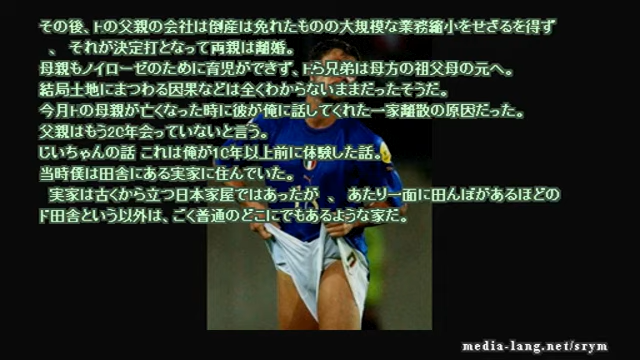 その後、Tの父親の会社は倒産は免れたものの大規模な業務縮小をせざるを得ず
、 それが決定打となって両親は離婚。
母親もノイローゼのために育児ができず、Tら兄弟は母方の祖父母の元へ。
結局土地にまつわる因果などは全くわからないままだったそうだ。
今月Tの母親が亡くなった時に彼が俺に話してくれた一家離散の原因だった。
父親はもう20年会っていないと言う。
じいちゃんの話 これは俺が10年以上前に体験した話。
当時僕は田舎にある実家に住んでいた。
実家は古くから立つ日本家屋ではあったが 、 あたり一面に田んぼがあるほどの
ド田舎という以外は、ごく普通のどこにでもあるような家だ。
media-lang.net/srym